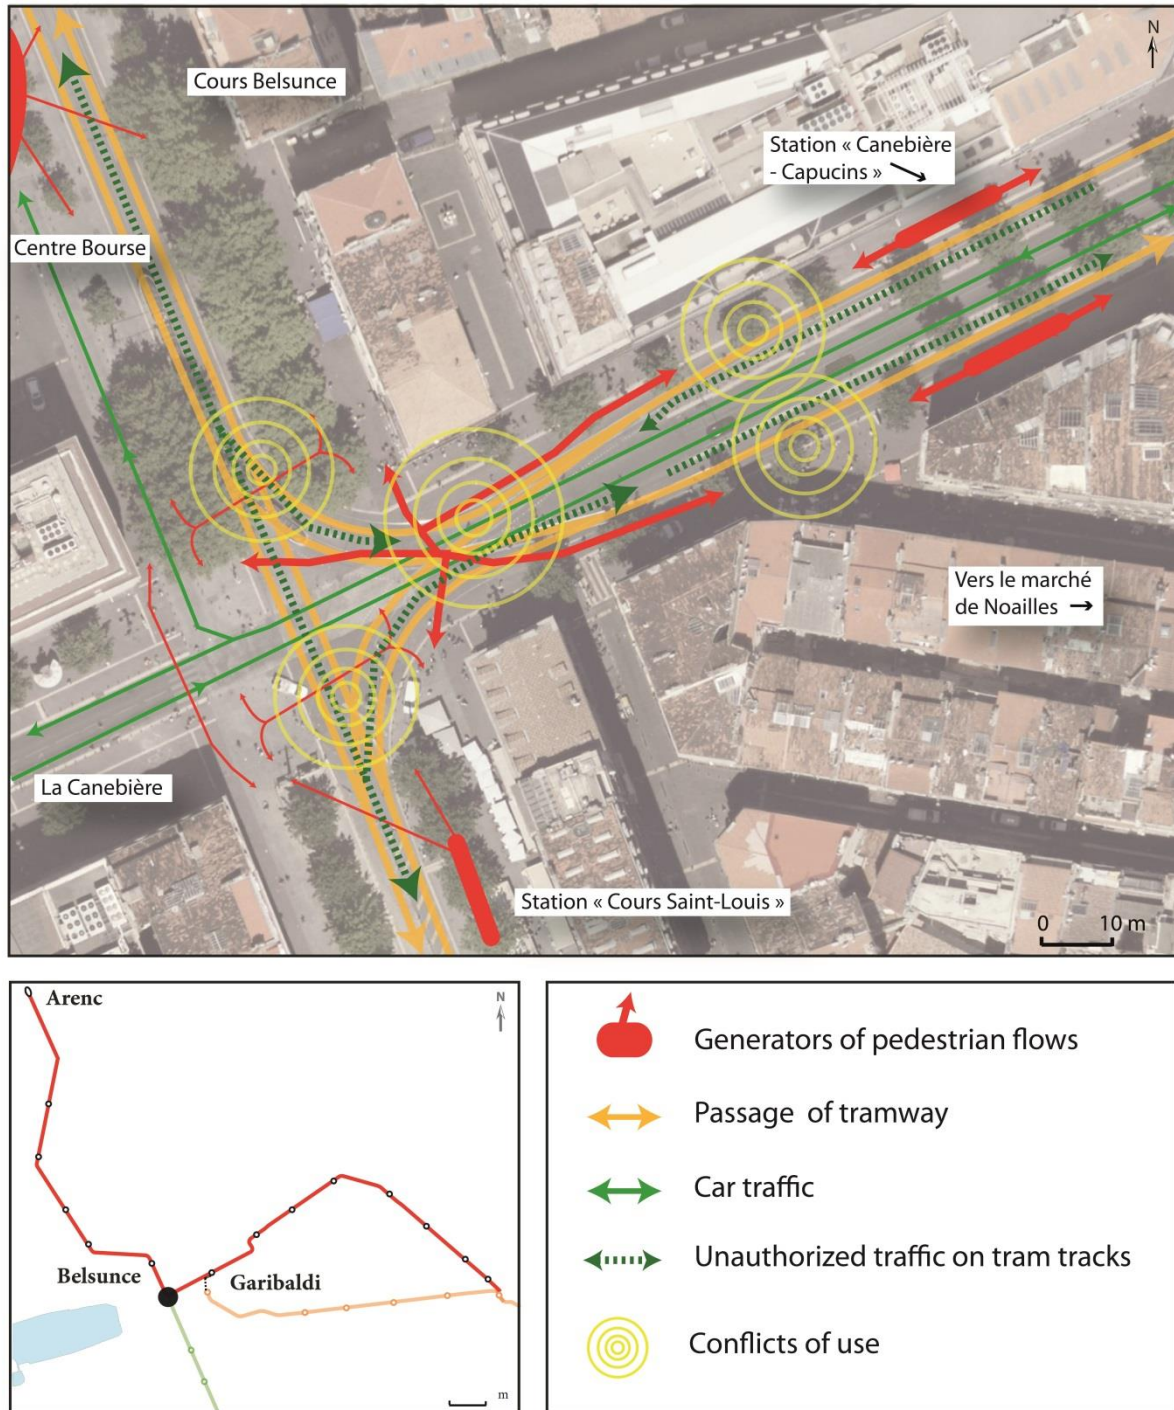 N
Cours Belsunce
Station « Canebière
- Capucins »
Centre Bourse
Vers le marché
de Noailles →
La Canebière
Station « Cours Saint-Louis »
0 10 m
Arenc
N
Belsunce
Garibaldi
m
Generators of pedestrian flows
Passage of tramway
Car traffic
Unauthorized traffic on tram tracks
Conflicts of use